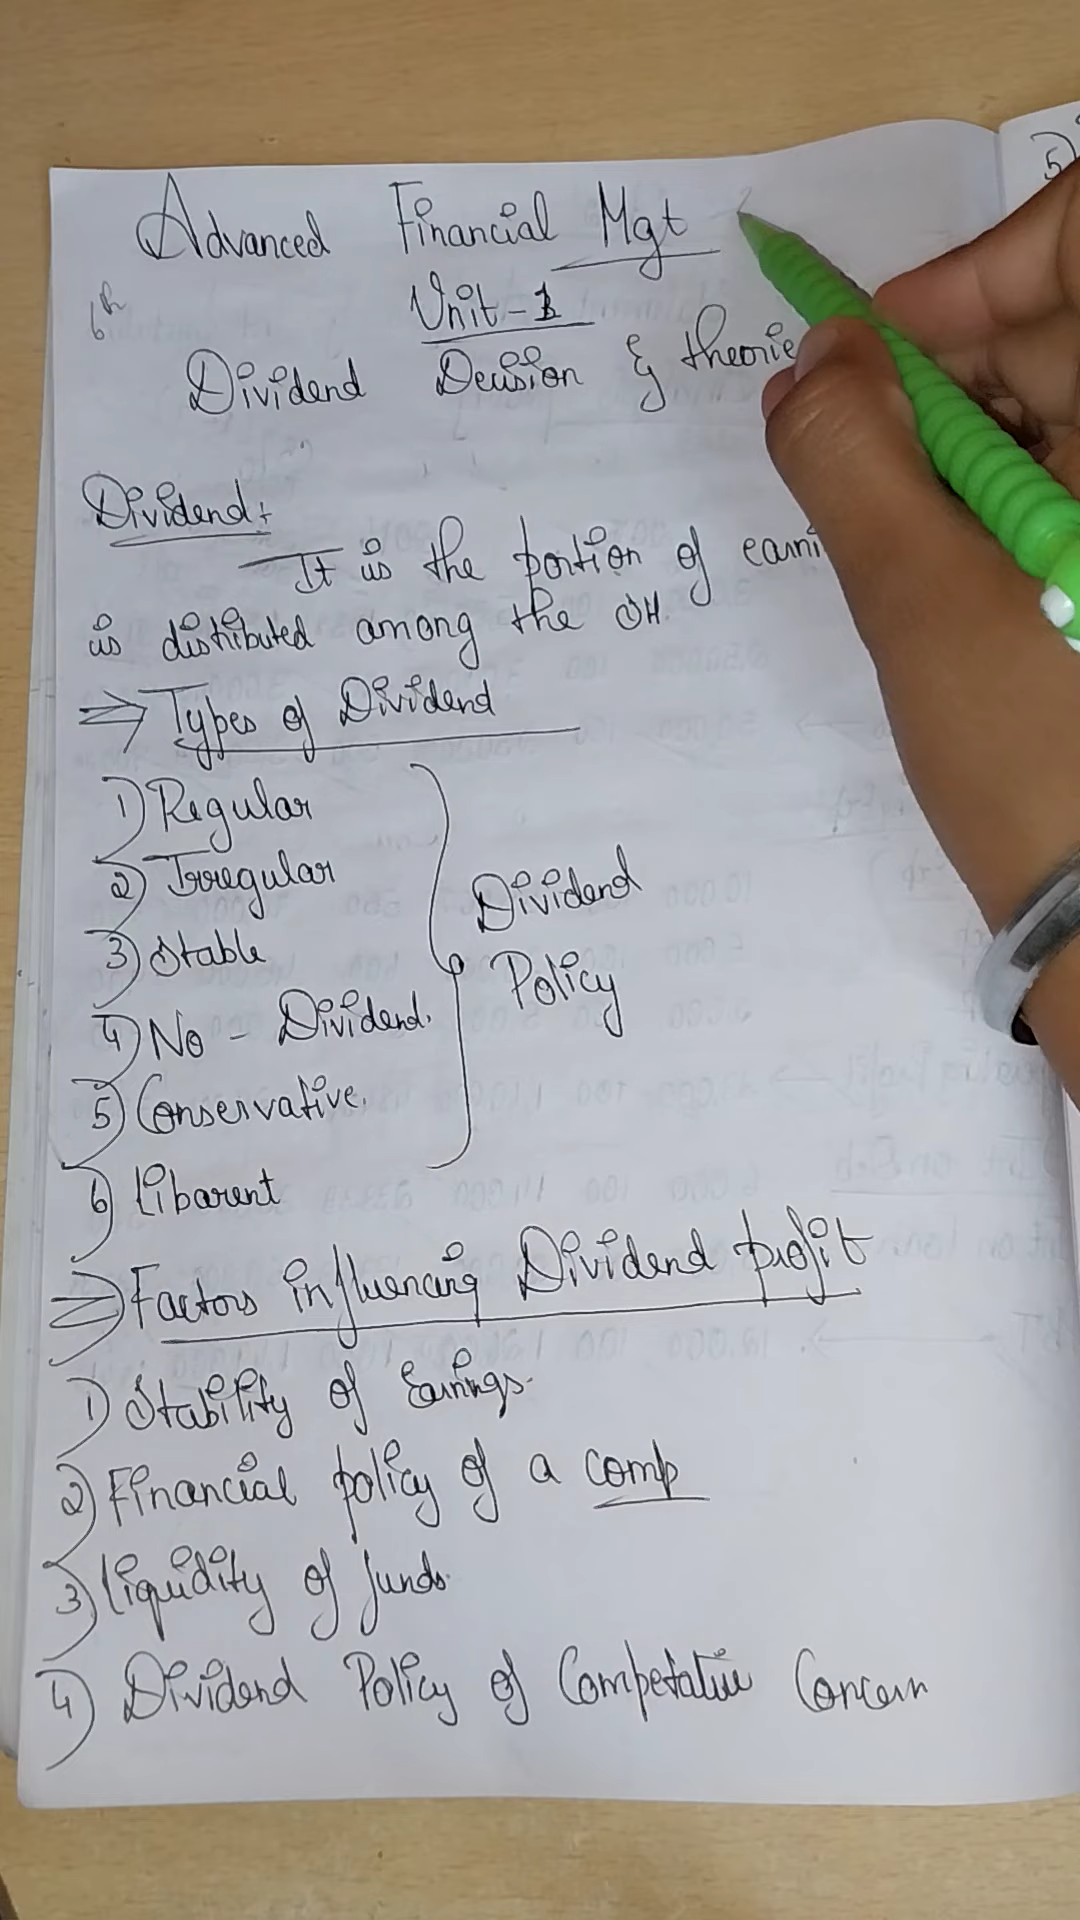 Advanced Financial Mgt
6th
Unit-1
Dividend Decision & theorie
Dividend:
It is the portion of earni
is distributed among the SH.
⇒ Types of Dividend
1) Regular
2) Irregular
3) Stable
4) No - Dividend.
5) Conservative.
6) Libarent
Dividend
Policy
⇒ Factors influencing Dividend profit
1) Stability of Earnings.
2) Financial policy of a comp
3) Liquidity of funds.
4) Dividend Policy of Competative Concern
5)